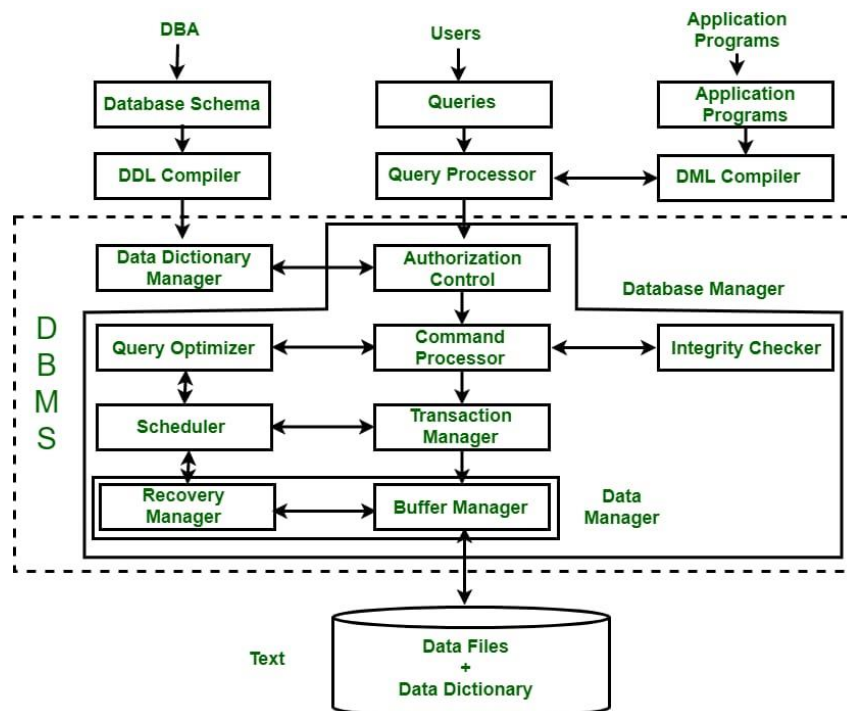 DBA
Users
Application
Programs
Database Schema
Queries
Application
Programs
DDL Compiler
Query Processor
DML Compiler
Data Dictionary
Manager
Authorization
Control
Database Manager
D
B
M
S
Query Optimizer
Command
Processor
Integrity Checker
Scheduler
Transaction
Manager
Recovery
Manager
Buffer Manager
Data
Manager
Text
Data Files
+
Data Dictionary